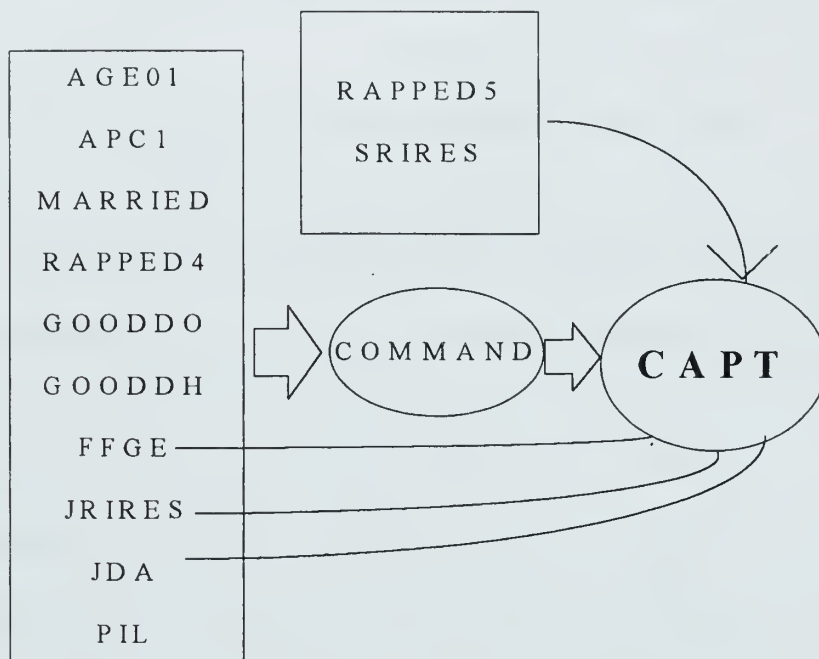 AGE01
APC1
MARRIED
RAPPED4
GOODDO
GOODDH
FFGE
JRIRES
JDA
PIL
RAPPED5
SRIRES
COMMAND
CAPT